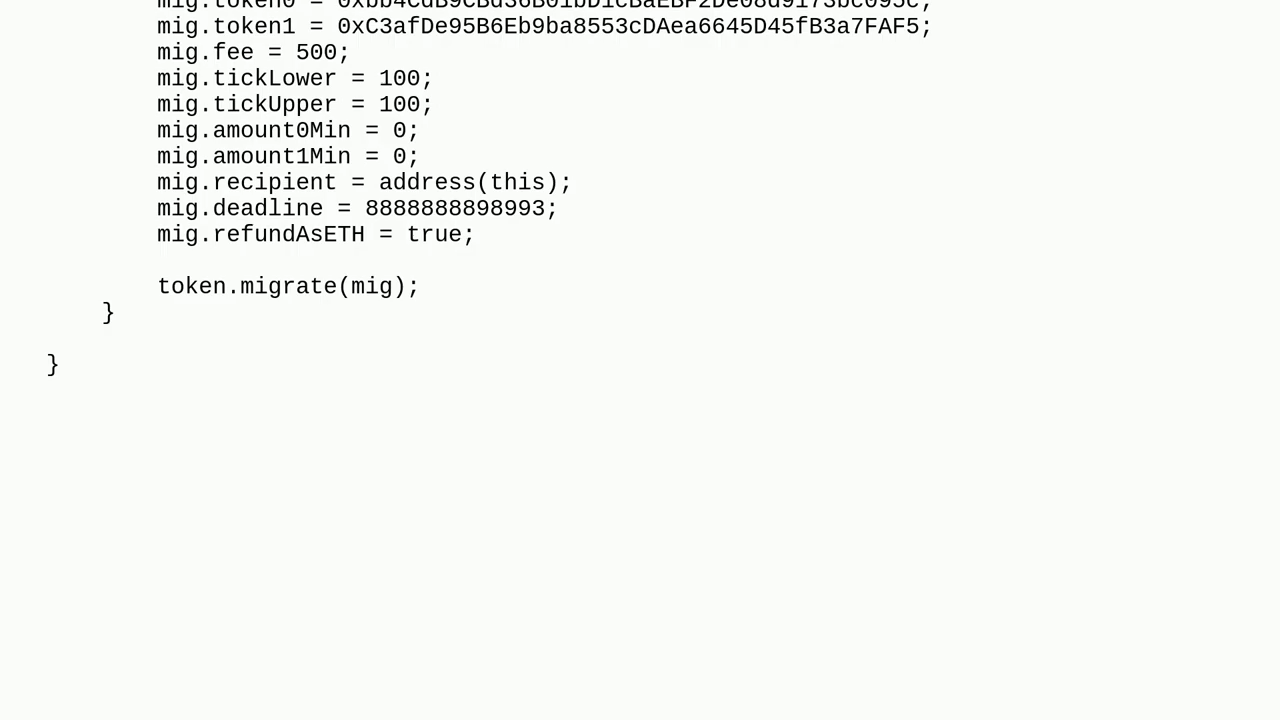 mig.token1 = 0xC3afDe95B6Eb9ba8553cDAea6645D45fB3a7FAF5;
mig.fee = 500;
mig.tickLower = 100;
mig.tickUpper = 100;
mig.amount0Min = 0;
mig.amount1Min = 0;
mig.recipient = address(this);
mig.deadline = 8888888898993;
mig.refundAsETH = true;
token.migrate(mig);
}
}